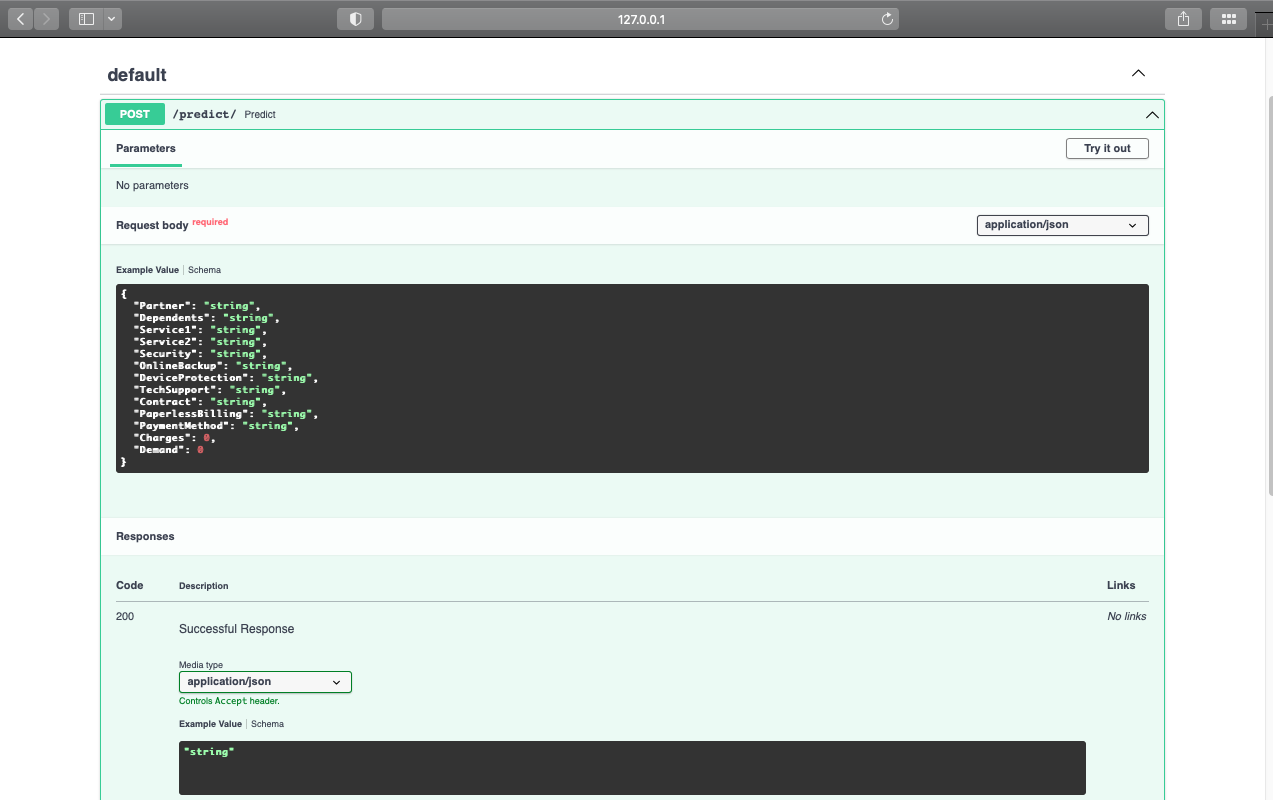 127.0.0.1
default
POST /predict/ Predict
Parameters Try it out
No parameters
Request body required application/json
Example Value Schema
{
"Partner": "string",
"Dependents": "string",
"Service1": "string",
"Service2": "string",
"Security": "string",
"OnlineBackup": "string",
"DeviceProtection": "string",
"TechSupport": "string",
"Contract": "string",
"PaperlessBilling": "string",
"PaymentMethod": "string",
"Charges": 0,
"Demand": 0
}
Responses
Code Description Links
200 No links
Successful Response
Media type
application/json
Controls Accept header.
Example Value Schema
"string"